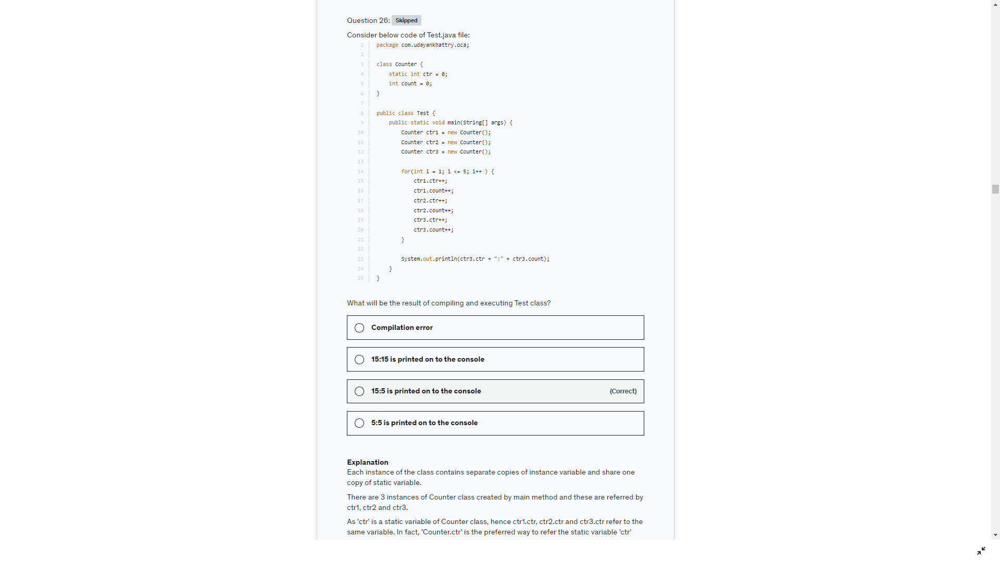 Question 26: Skipped
Consider below code of Test.java file:
1 package com.udayankhattry.oca;
2
3 class Counter {
4 static int ctr = 0;
5 int count = 0;
6 }
7
8 public class Test {
9 public static void main(String[] args) {
10 Counter ctr1 = new Counter();
11 Counter ctr2 = new Counter();
12 Counter ctr3 = new Counter();
13
14 for(int i = 1; i <= 5; i++ ) {
15 ctr1.ctr++;
16 ctr1.count++;
17 ctr2.ctr++;
18 ctr2.count++;
19 ctr3.ctr++;
20 ctr3.count++;
21 }
22
23 System.out.println(ctr3.ctr + ":" + ctr3.count);
24 }
25 }
What will be the result of compiling and executing Test class?
Compilation error
15:15 is printed on to the console
15:5 is printed on to the console (Correct)
5:5 is printed on to the console
Explanation
Each instance of the class contains separate copies of instance variable and share one
copy of static variable.
There are 3 instances of Counter class created by main method and these are referred by
ctr1, ctr2 and ctr3.
As 'ctr' is a static variable of Counter class, hence ctr1.ctr, ctr2.ctr and ctr3.ctr refer to the
same variable. In fact, 'Counter.ctr' is the preferred way to refer the static variable 'ctr'